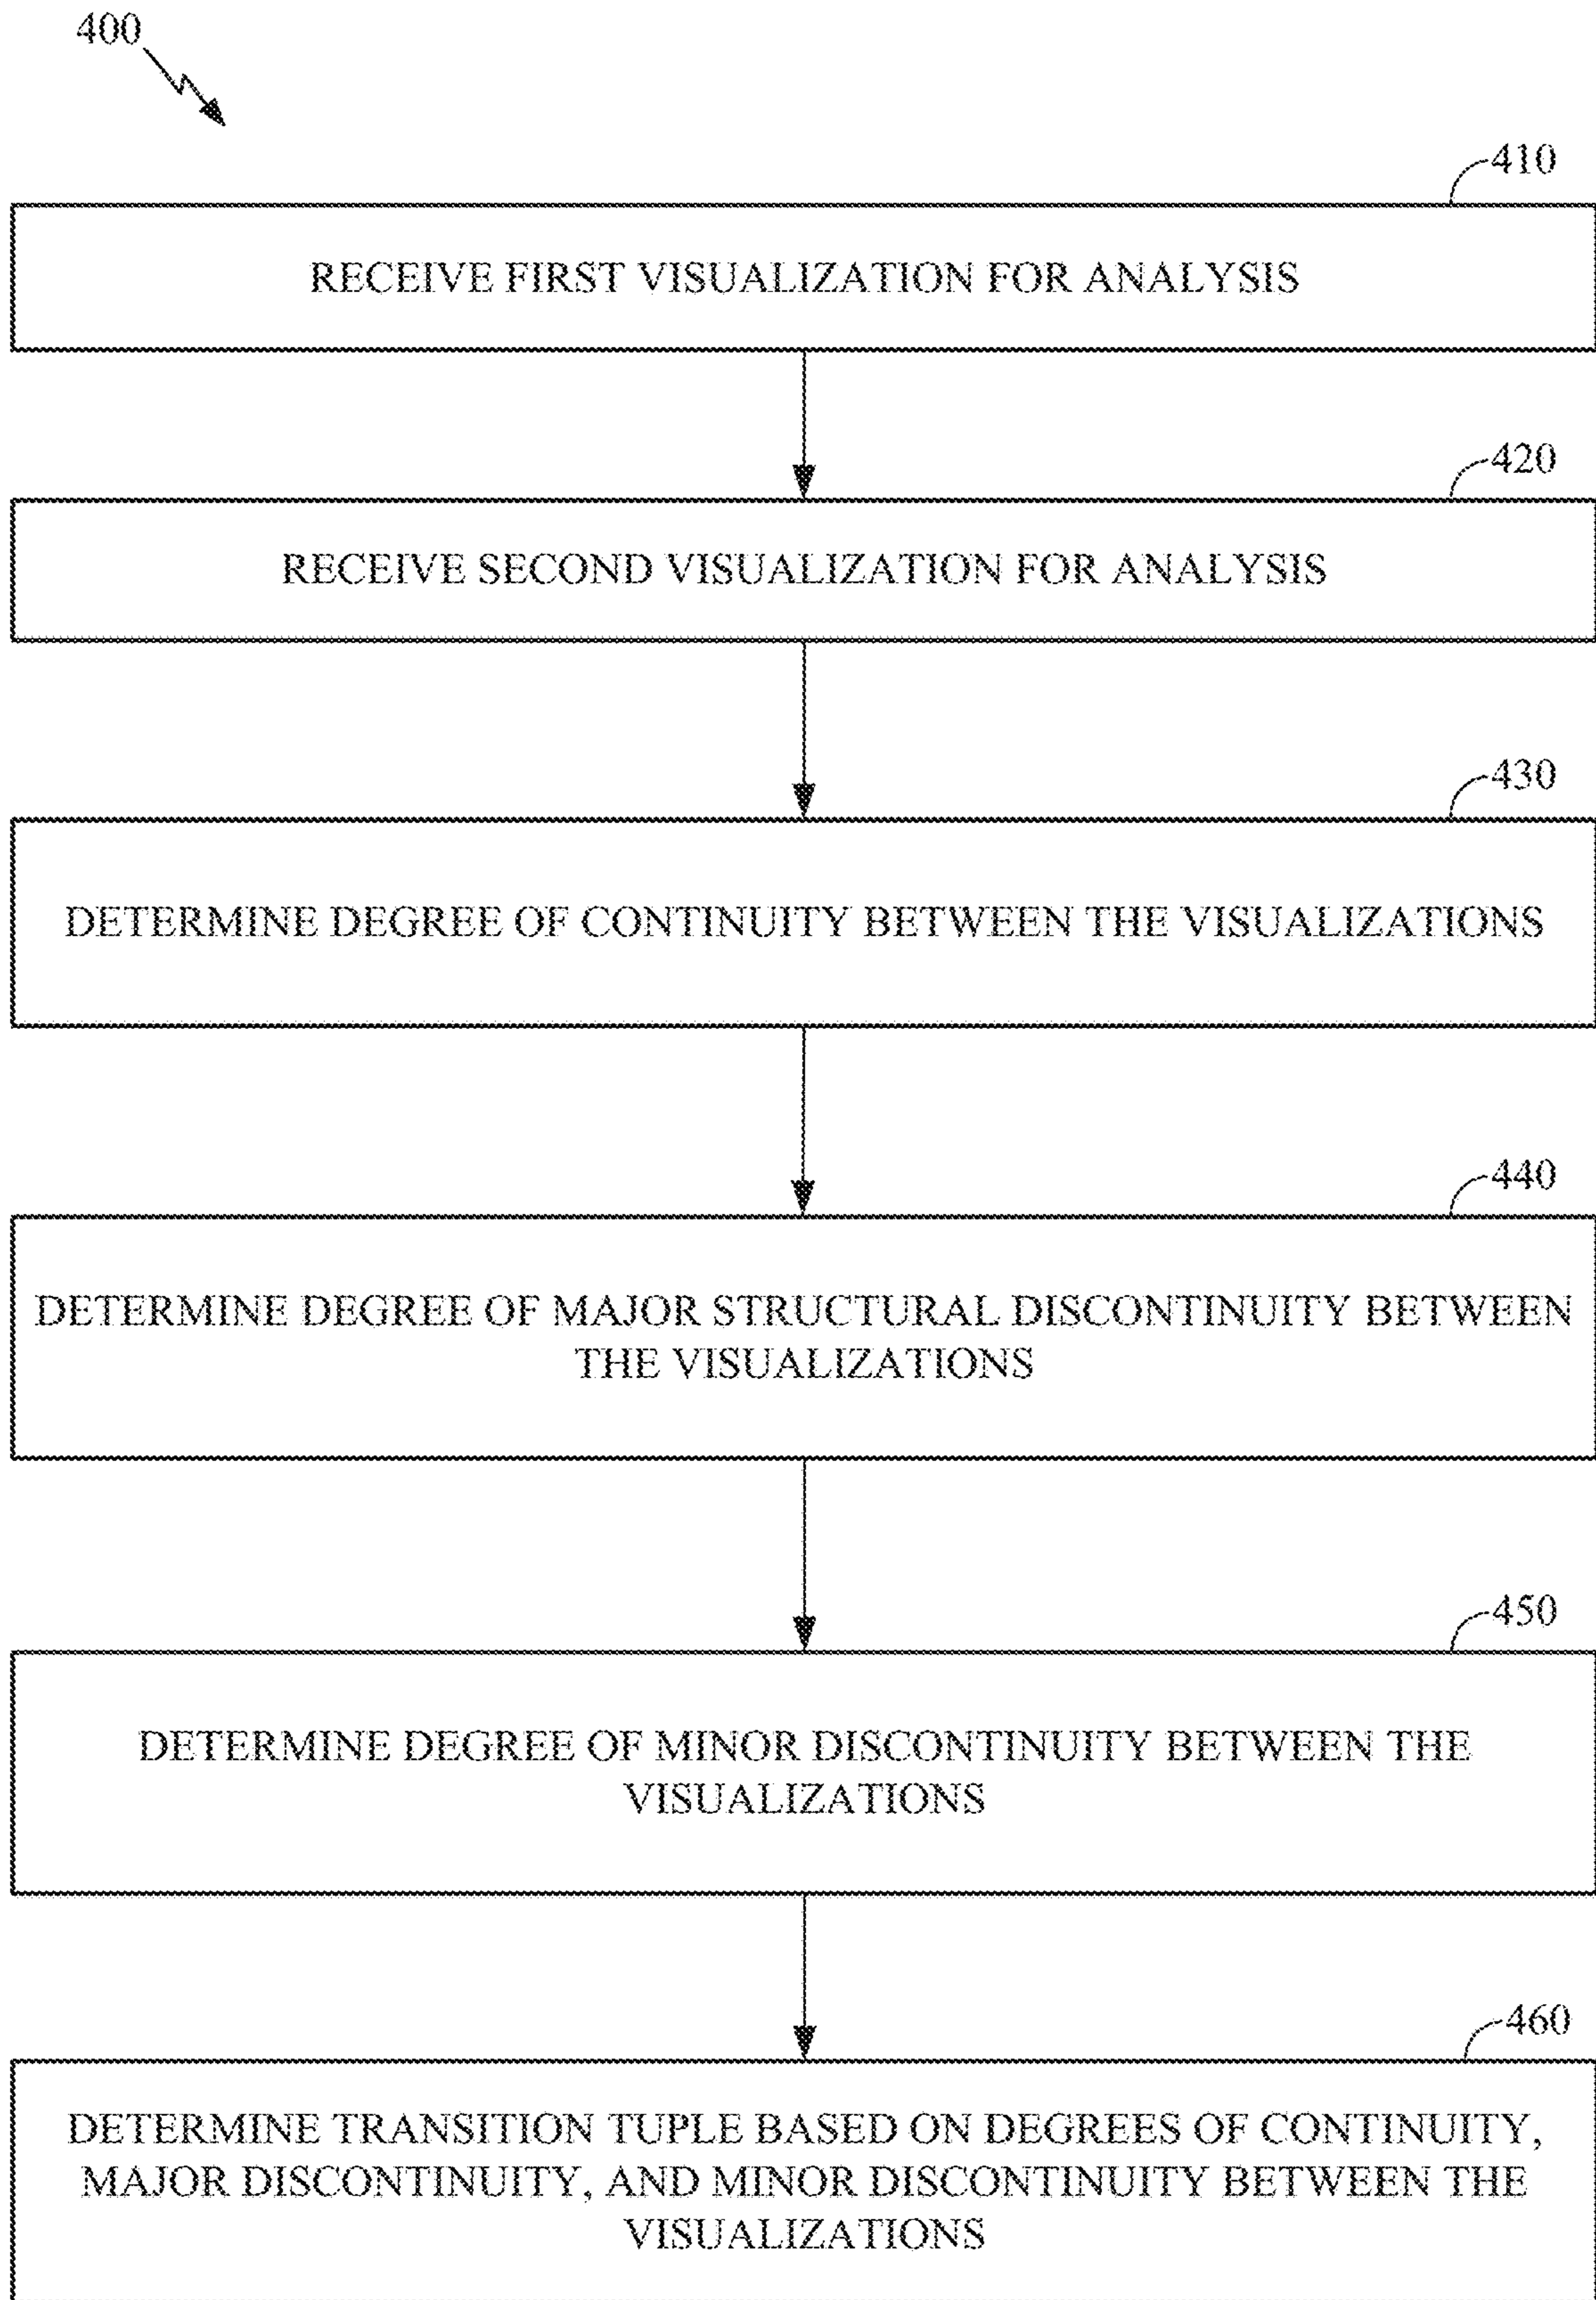 400
410
RECEIVE FIRST VISUALIZATION FOR ANALYSIS
420
RECEIVE SECOND VISUALIZATION FOR ANALYSIS
430
DETERMINE DEGREE OF CONTINUITY BETWEEN THE VISUALIZATIONS
440
DETERMINE DEGREE OF MAJOR STRUCTURAL DISCONTINUITY BETWEEN
THE VISUALIZATIONS
450
DETERMINE DEGREE OF MINOR DISCONTINUITY BETWEEN THE
VISUALIZATIONS
460
DETERMINE TRANSITION TUPLE BASED ON DEGREES OF CONTINUITY,
MAJOR DISCONTINUITY, AND MINOR DISCONTINUITY BETWEEN THE
VISUALIZATIONS